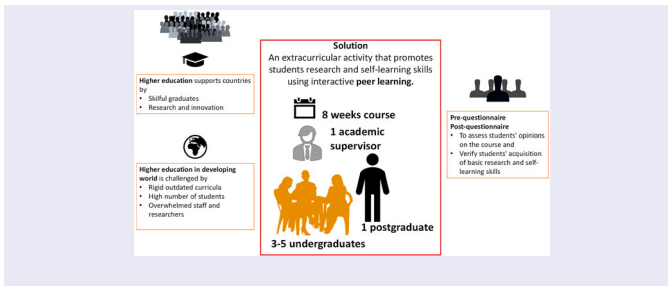 Higher education supports countries
by
• Skilful graduates
• Research and innovation
Higher education in developing
world is challenged by
• Rigid outdated curricula
• High number of students
• Overwhelmed staff and
researchers
Solution
An extracurricular activity that promotes
students research and self-learning skills
using interactive peer learning.
8 weeks course
1 academic
supervisor
1 postgraduate
3-5 undergraduates
Pre-questionnaire
Post-questionnaire
• To assess students' opinions
on the course and
• Verify students' acquisition
of basic research and self-
learning skills